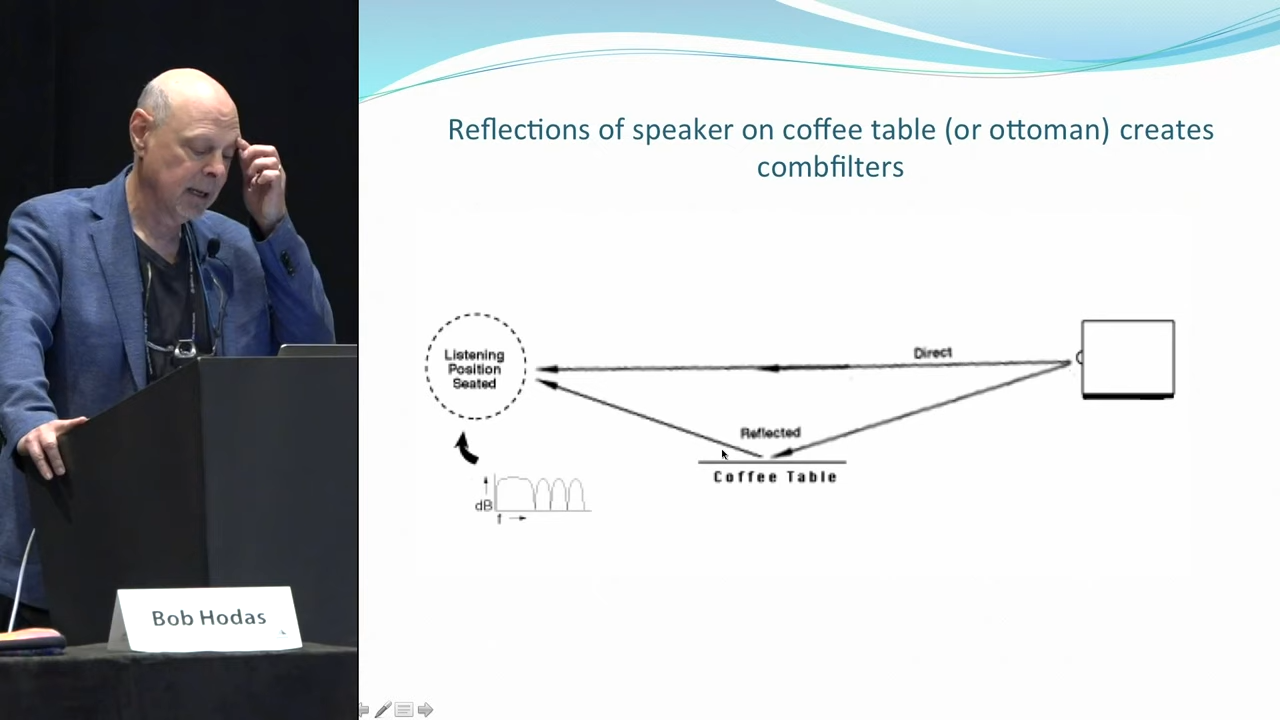 Reflections of speaker on coffee table (or ottoman) creates
combfilters
Direct
Listening
Position
Seated
Reflected
Coffee Table
dB
f
Bob Hodas